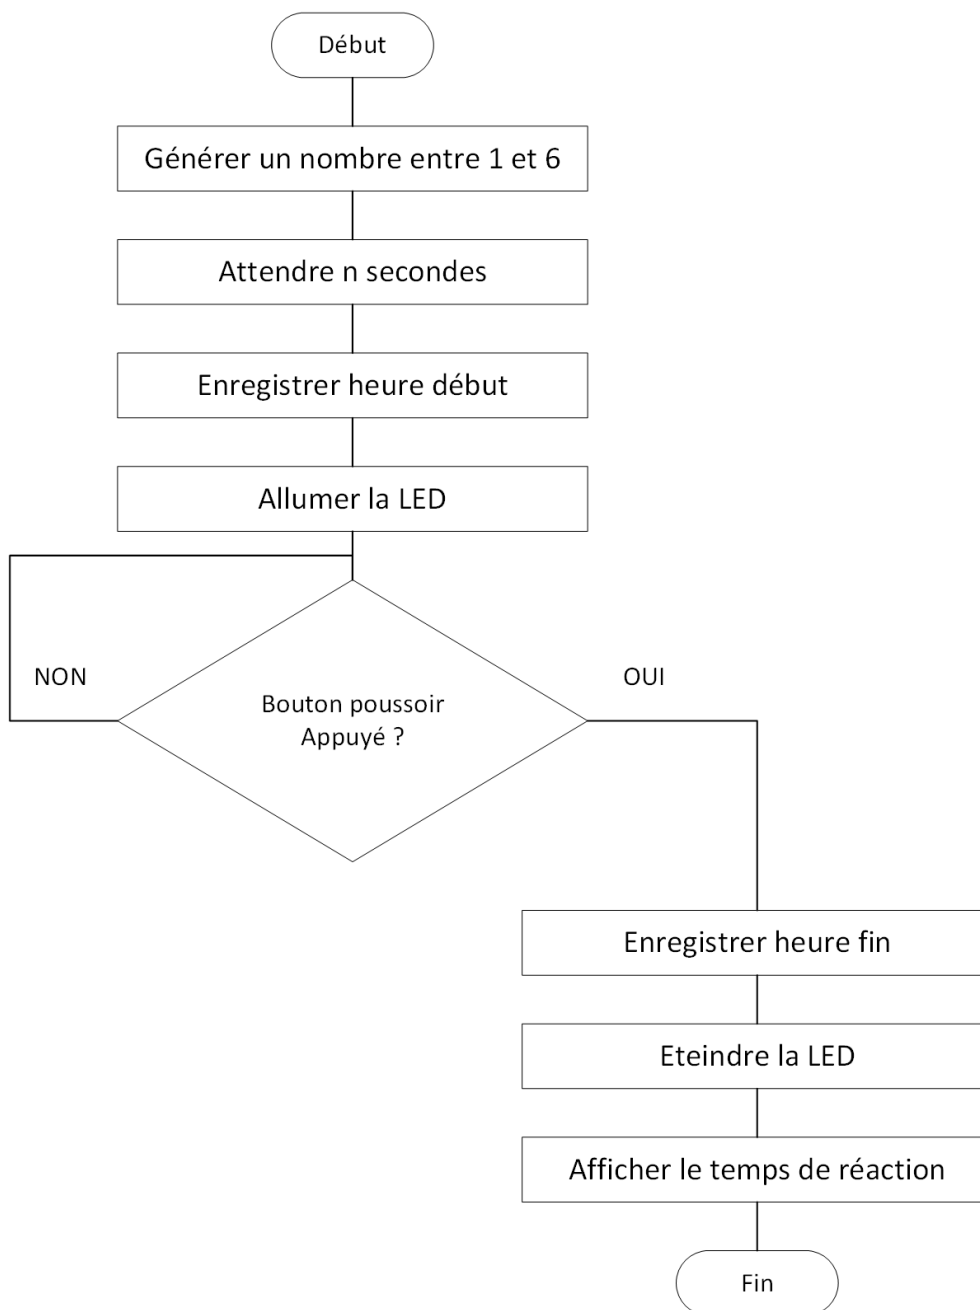 Début
Générer un nombre entre 1 et 6
Attendre n secondes
Enregistrer heure début
Allumer la LED
NON
OUI
Bouton poussoir
Appuyé ?
Enregistrer heure fin
Eteindre la LED
Afficher le temps de réaction
Fin